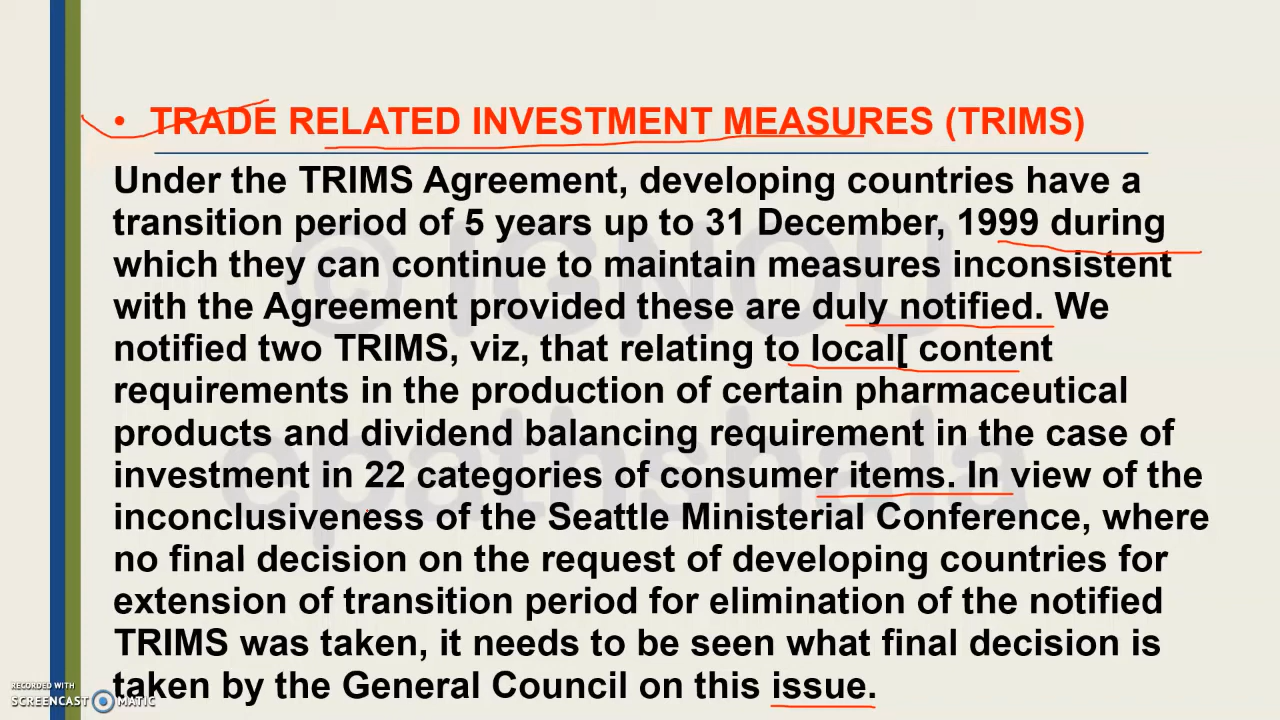 • TRADE RELATED INVESTMENT MEASURES (TRIMS)
Under the TRIMS Agreement, developing countries have a
transition period of 5 years up to 31 December, 1999 during
which they can continue to maintain measures inconsistent
with the Agreement provided these are duly notified. We
notified two TRIMS, viz, that relating to local[ content
requirements in the production of certain pharmaceutical
products and dividend balancing requirement in the case of
investment in 22 categories of consumer items. In view of the
inconclusiveness of the Seattle Ministerial Conference, where
no final decision on the request of developing countries for
extension of transition period for elimination of the notified
TRIMS was taken, it needs to be seen what final decision is
taken by the General Council on this issue.
© IGNOU
epathshala
RECORDED WITH
SCREENCAST MATIC